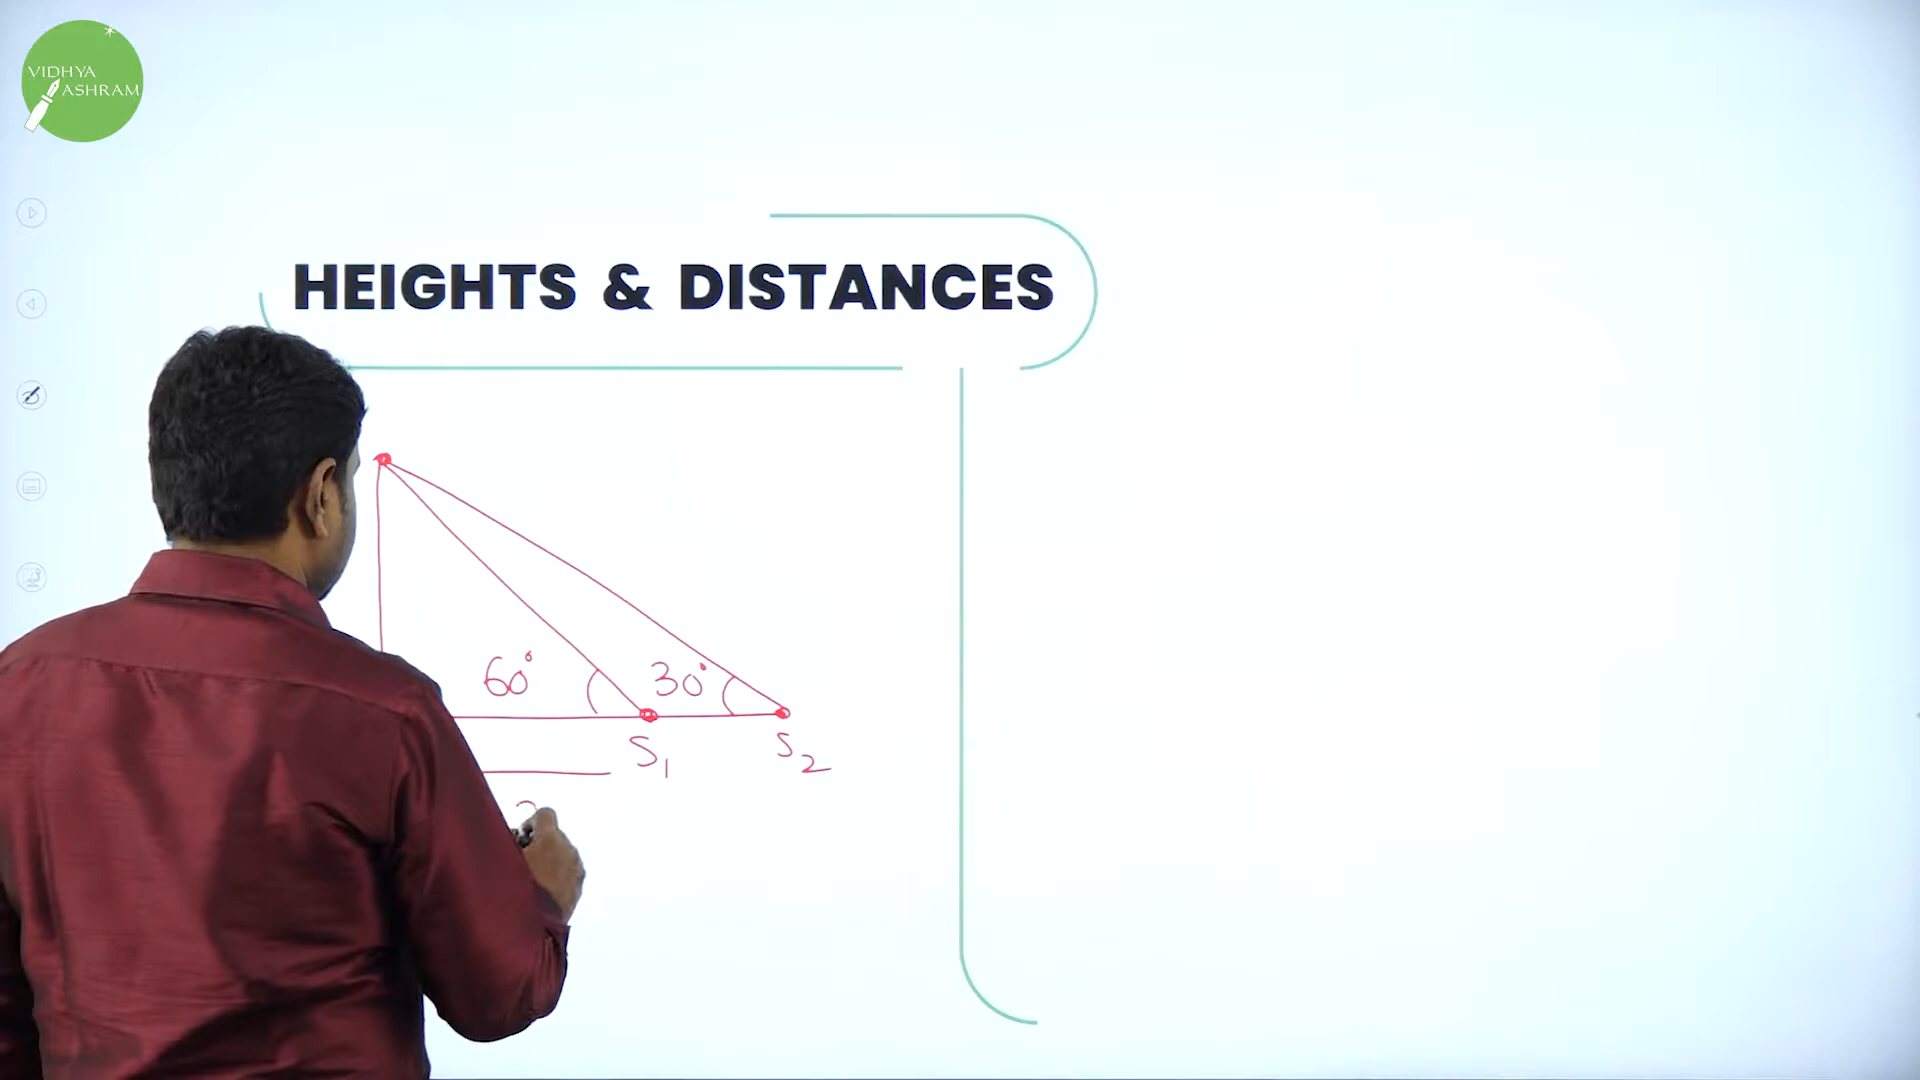 VIDHYA
ASHRAM
HEIGHTS & DISTANCES
60° 30°
S1 S2